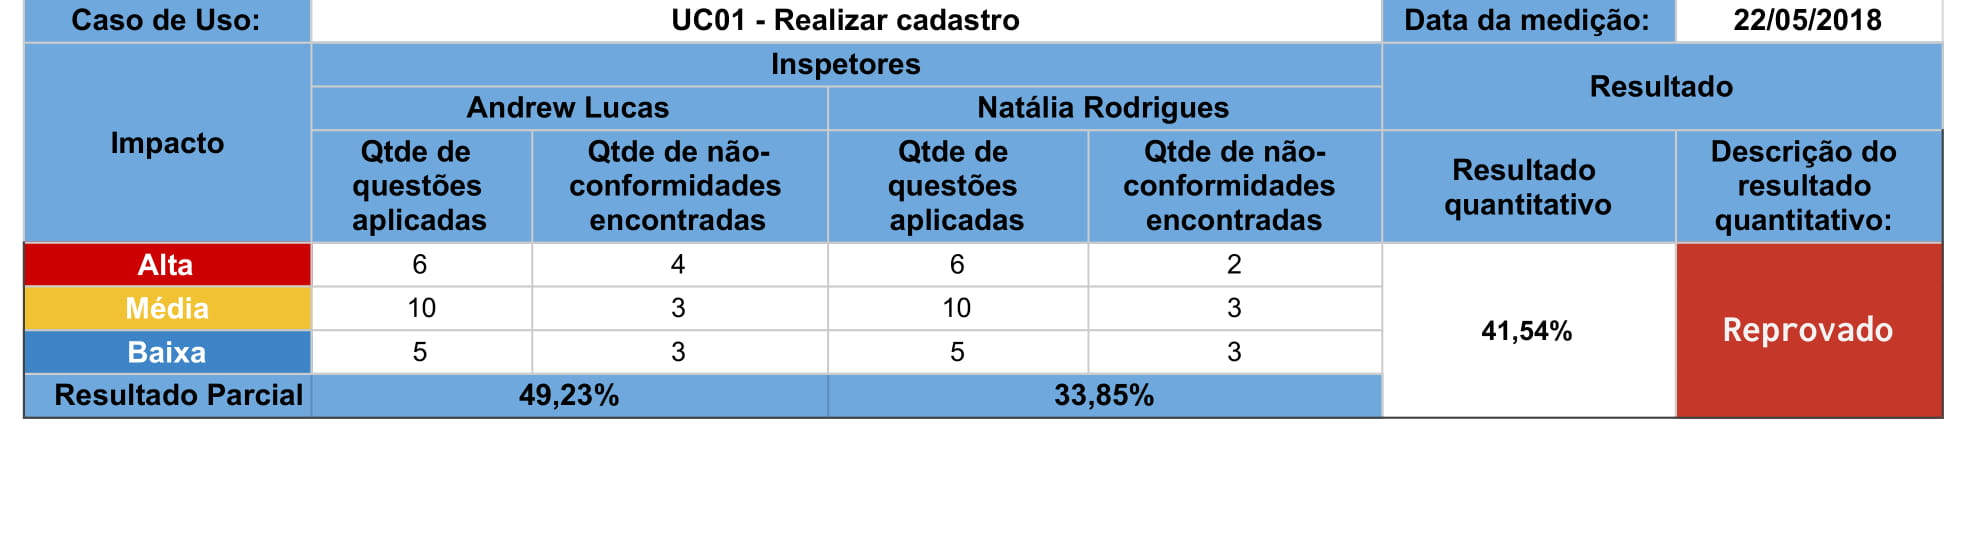 Caso de Uso: UC01 - Realizar cadastro Data da medição: 22/05/2018
Inspetores
Resultado
Andrew Lucas Natália Rodrigues
Impacto
Qtde de questões aplicadas
Qtde de não-conformidades encontradas
Qtde de questões aplicadas
Qtde de não-conformidades encontradas
Resultado quantitativo
Descrição do resultado quantitativo:
Alta 6 4 6 2
Média 10 3 10 3
Baixa 5 3 5 3
41,54% Reprovado
Resultado Parcial 49,23% 33,85%